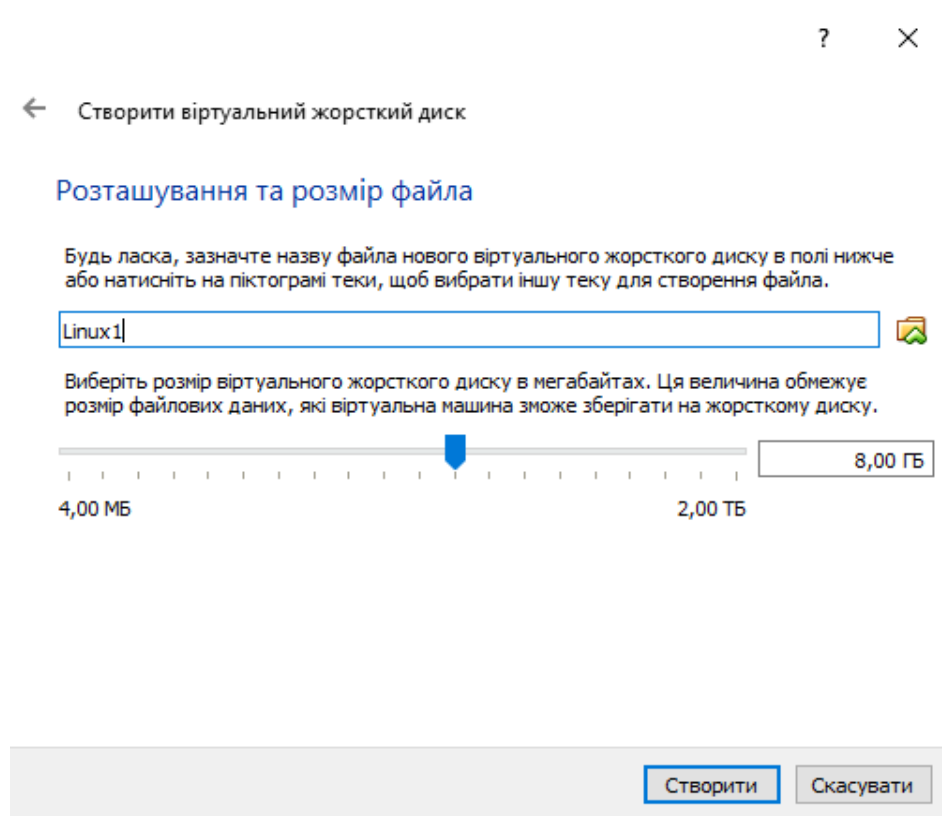 ?
Створити віртуальний жорсткий диск
Розташування та розмір файла
Будь ласка, зазначте назву файла нового віртуального жорсткого диску в полі нижче
або натисніть на піктограмі теки, щоб вибрати іншу теку для створення файла.
Linux1
Виберіть розмір віртуального жорсткого диску в мегабайтах. Ця величина обмежує
розмір файлових даних, які віртуальна машина зможе зберігати на жорсткому диску.
8,00 ГБ
4,00 МБ 2,00 ТБ
Створити Скасувати